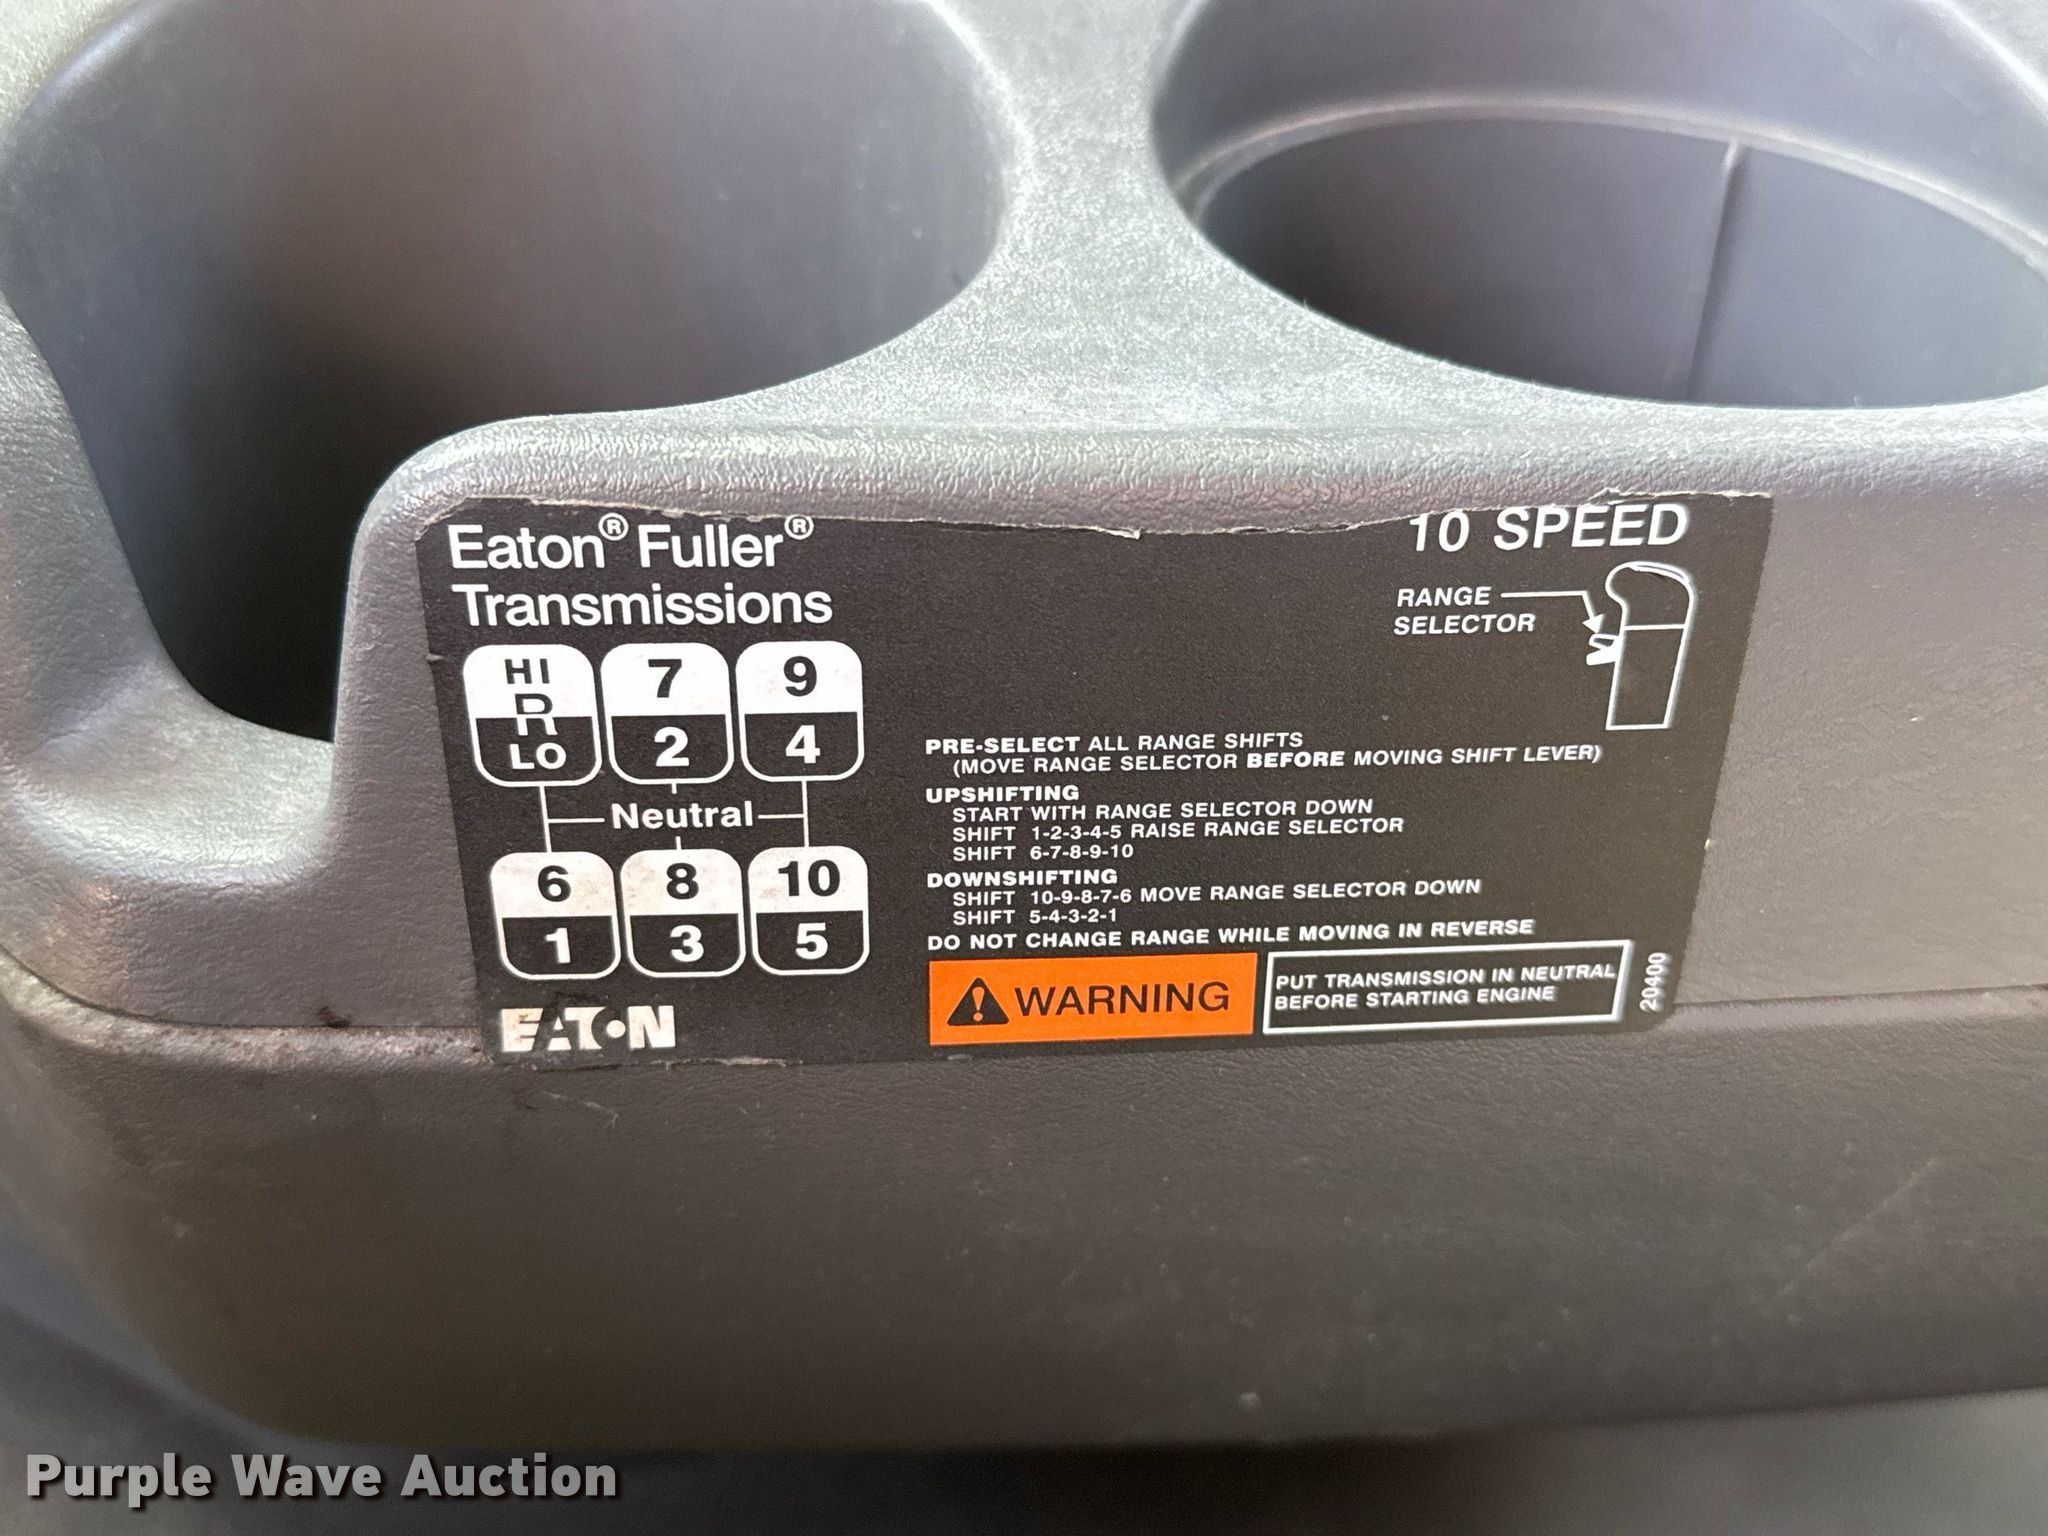 Eaton® Fuller®
Transmissions
10 SPEED
RANGE
SELECTOR
HI 7 9
R
LO 2 4
Neutral
6 8 10
1 3 5
EATON
PRE-SELECT ALL RANGE SHIFTS
(MOVE RANGE SELECTOR BEFORE MOVING SHIFT LEVER)
UPSHIFTING
START WITH RANGE SELECTOR DOWN
SHIFT 1-2-3-4-5 RAISE RANGE SELECTOR
SHIFT 6-7-8-9-10
DOWNSHIFTING
SHIFT 10-9-8-7-6 MOVE RANGE SELECTOR DOWN
SHIFT 5-4-3-2-1
DO NOT CHANGE RANGE WHILE MOVING IN REVERSE
WARNING
PUT TRANSMISSION IN NEUTRAL
BEFORE STARTING ENGINE
20400
Purple Wave Auction